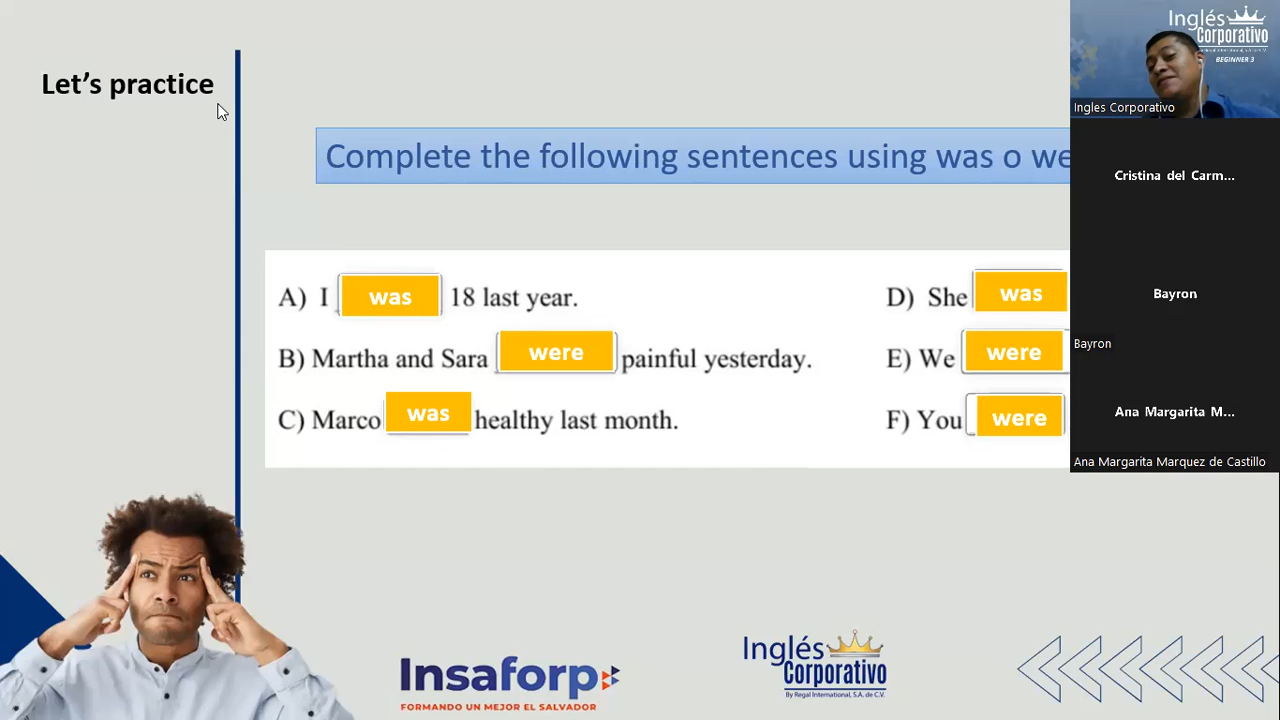 Let's practice
Complete the following sentences using was o we
A) I was 18 last year.
B) Martha and Sara were painful yesterday.
C) Marco was healthy last month.
D) She was
E) We were
F) You were
Inglés
Corporativo
BEGINNER 3
Ingles Corporativo
Cristina del Carm...
Bayron
Bayron
Ana Margarita M...
Ana Margarita Marquez de Castillo
Insaforp
FORMANDO UN MEJOR EL SALVADOR
Inglés
Corporativo
By Regal International, S.A. de C.V.